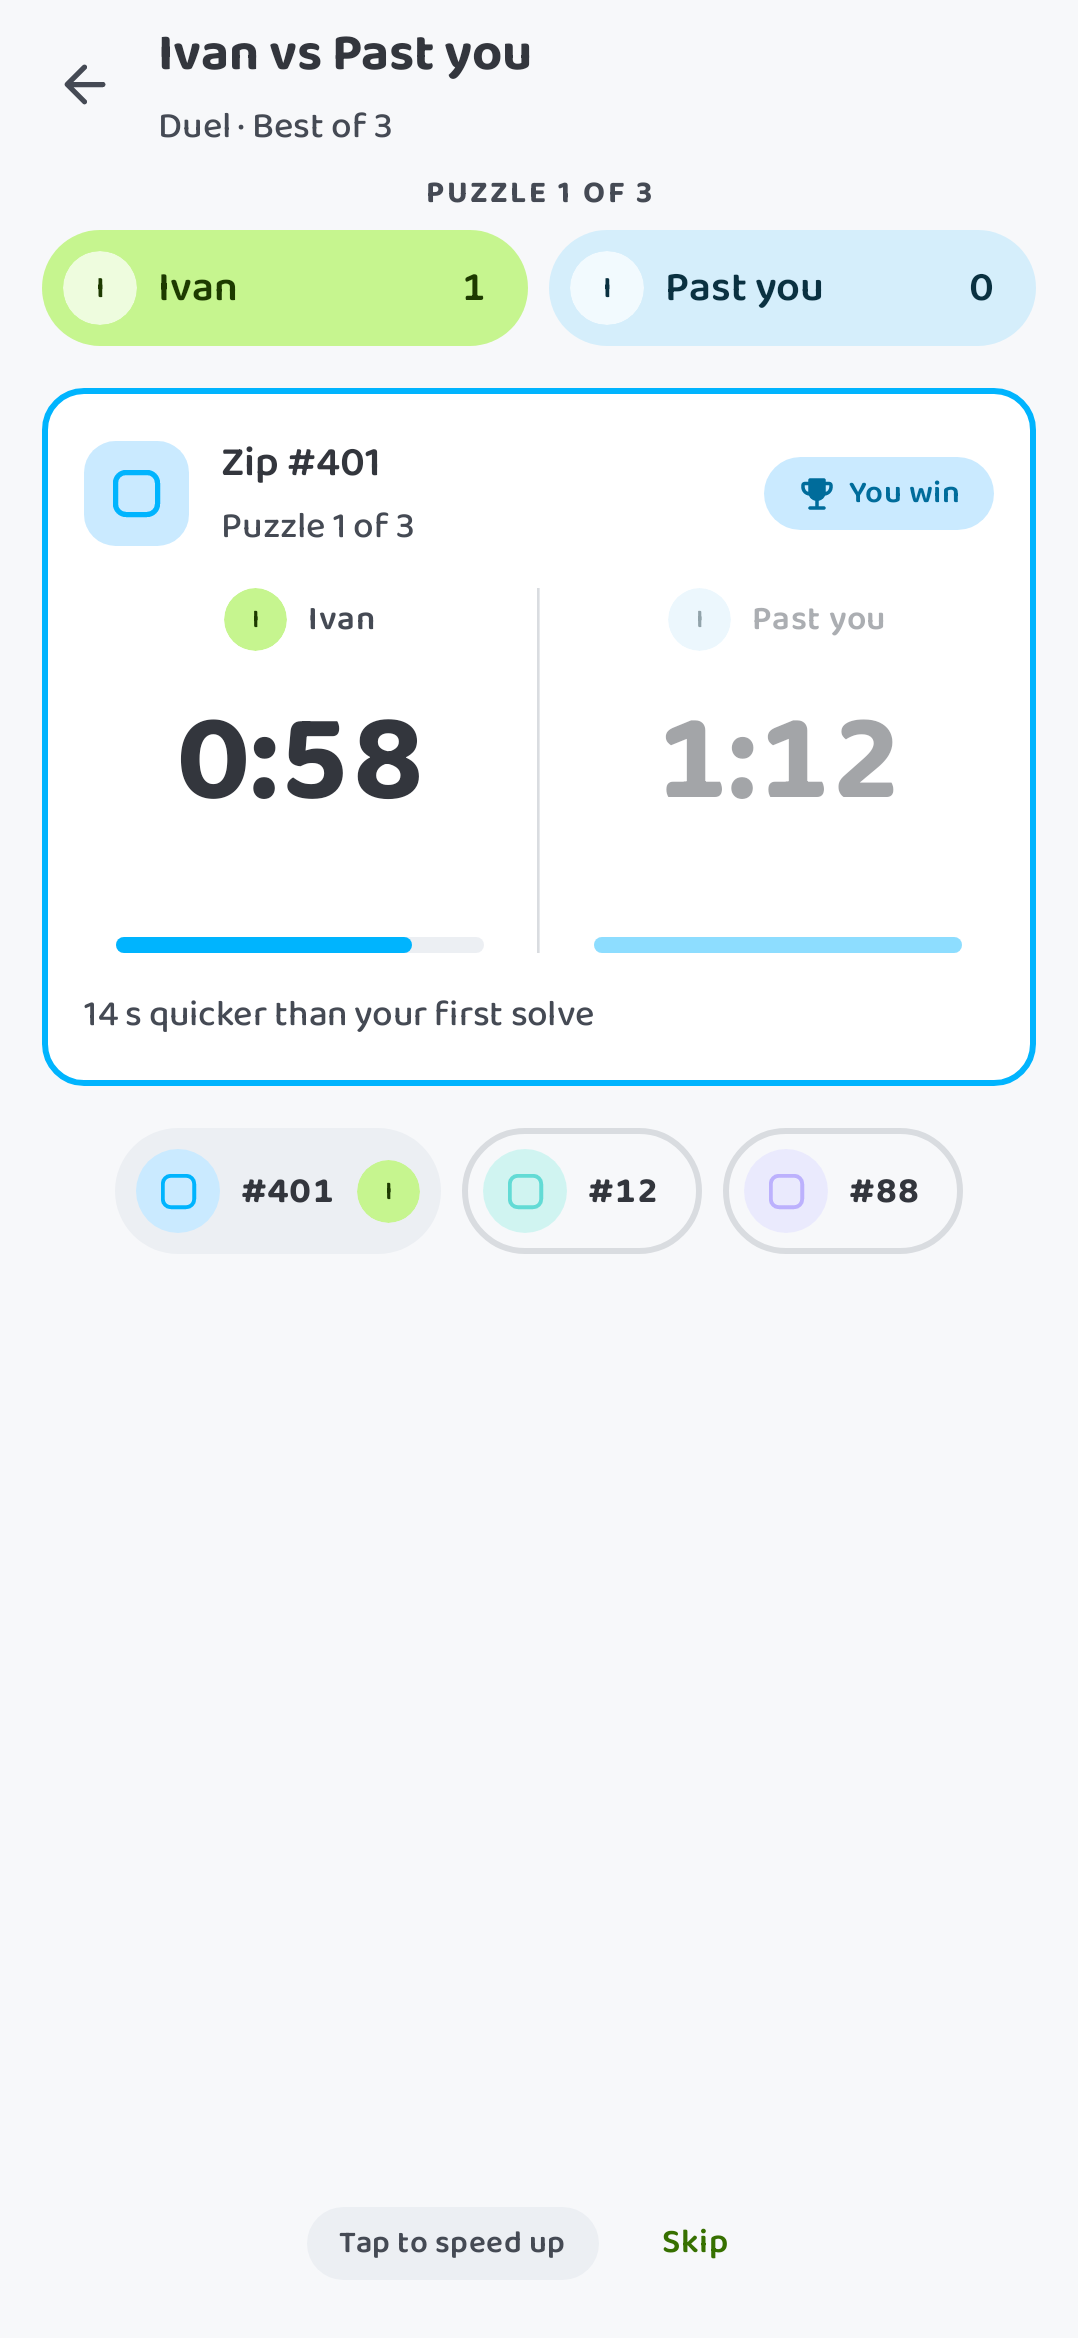 Ivan vs Past you
Duel · Best of 3
PUZZLE 1 OF 3
I Ivan 1
I Past you 0
Zip #401
Puzzle 1 of 3
You win
I Ivan
I Past you
0:58
1:12
14 s quicker than your first solve
#401 I
#12
#88
Tap to speed up
Skip